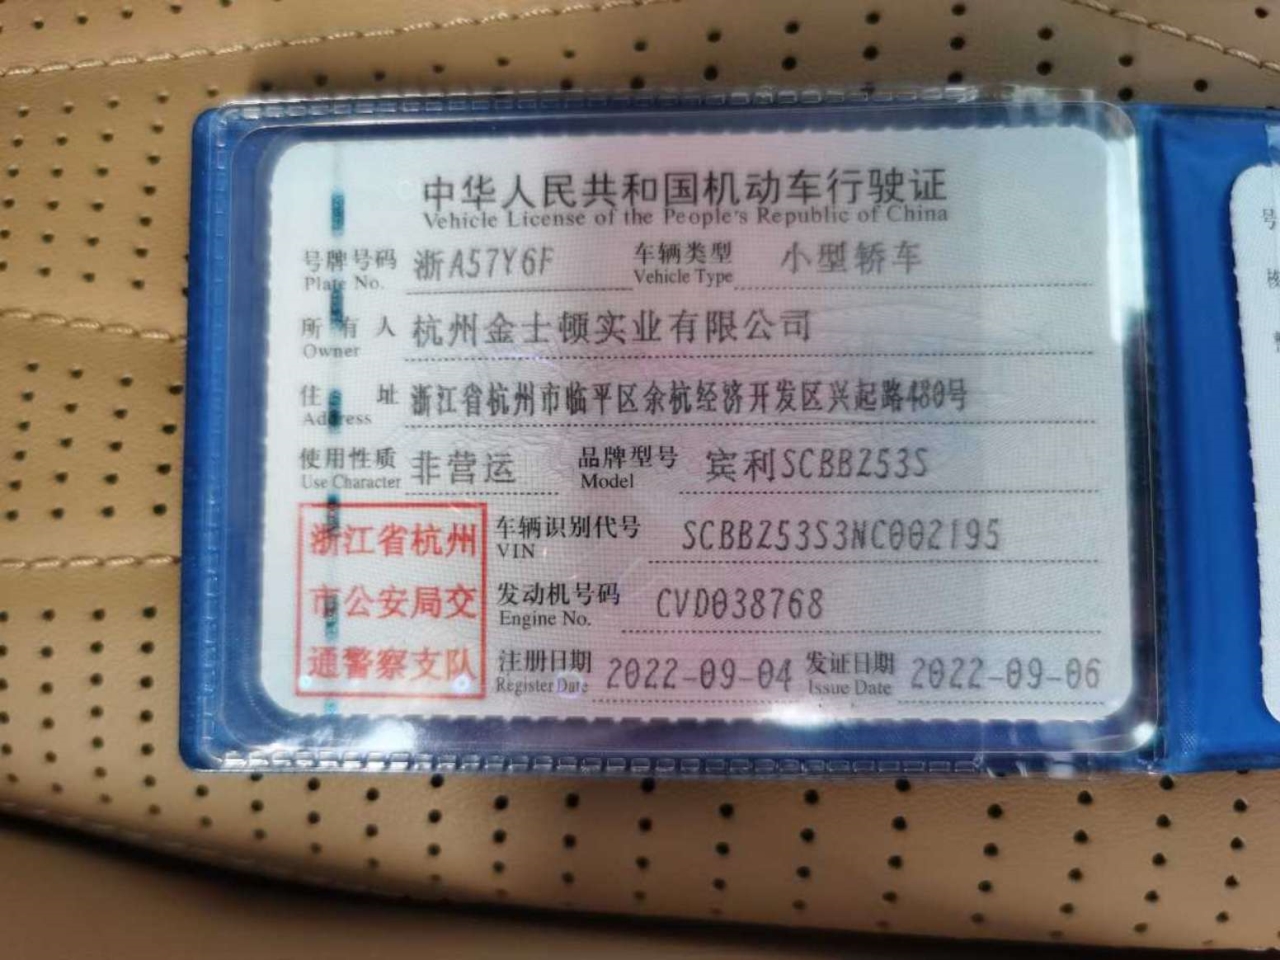 中华人民共和国机动车行驶证
Vehicle License of the People's Republic of China
号牌号码 浙A57Y6F 车辆类型 小型轿车
Plate No. Vehicle Type
所有人 杭州金士顿实业有限公司
Owner
住址 浙江省杭州市临平区余杭经济开发区兴起路480号
Address
使用性质 非营运 品牌型号 宾利SCBBZ53S
Use Character Model
浙江省杭州
市公安局交
通警察支队
车辆识别代号 SCBBZ53S3NC002195
VIN
发动机号码 CVD038768
Engine No.
注册日期 2022-09-04 发证日期 2022-09-06
Register Date Issue Date
号